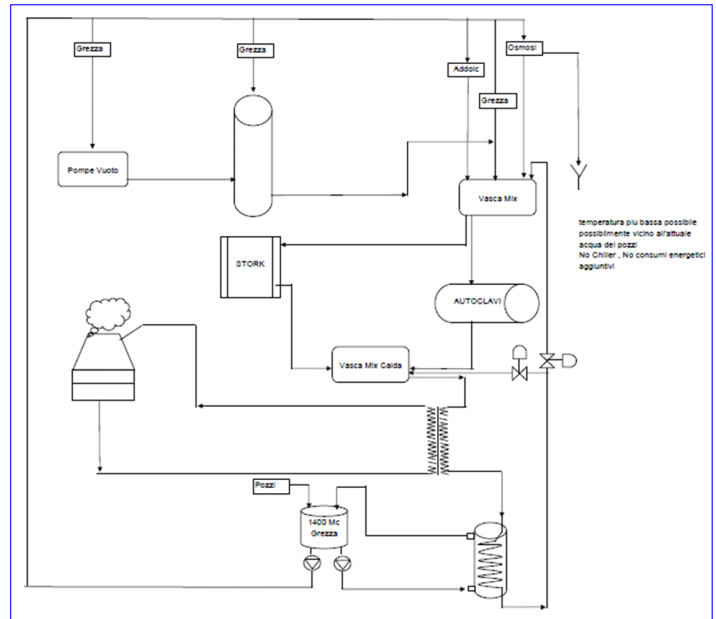 Grezza
Grezza
Osmosi
Addolc
Grezza
Pompe Vuoto
Vasca Mix
temperatura piu bassa possibile
possibilmente vicino all'attuale
acqua dei pozzi
No Chiller , No consumi energetici
aggiuntivi
STORK
AUTOCLAVI
Vasca Mix Calda
Pozzi
1400 Mc
Grezza